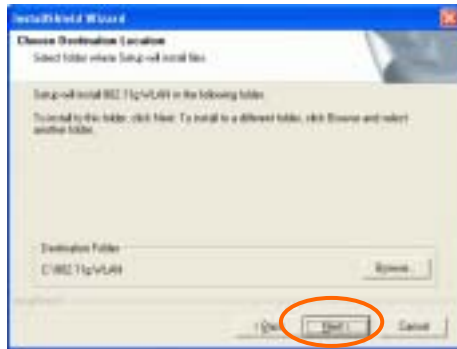 InstallShield Wizard
Choose Destination Location
Select folder where Setup will install files.
Setup will install 802.11g WLAN in the following folder.
To install to this folder, click Next. To install to a different folder, click Browse and select
another folder.
Destination Folder
C:\802.11g WLAN
Browse...
< Back
Next >
Cancel